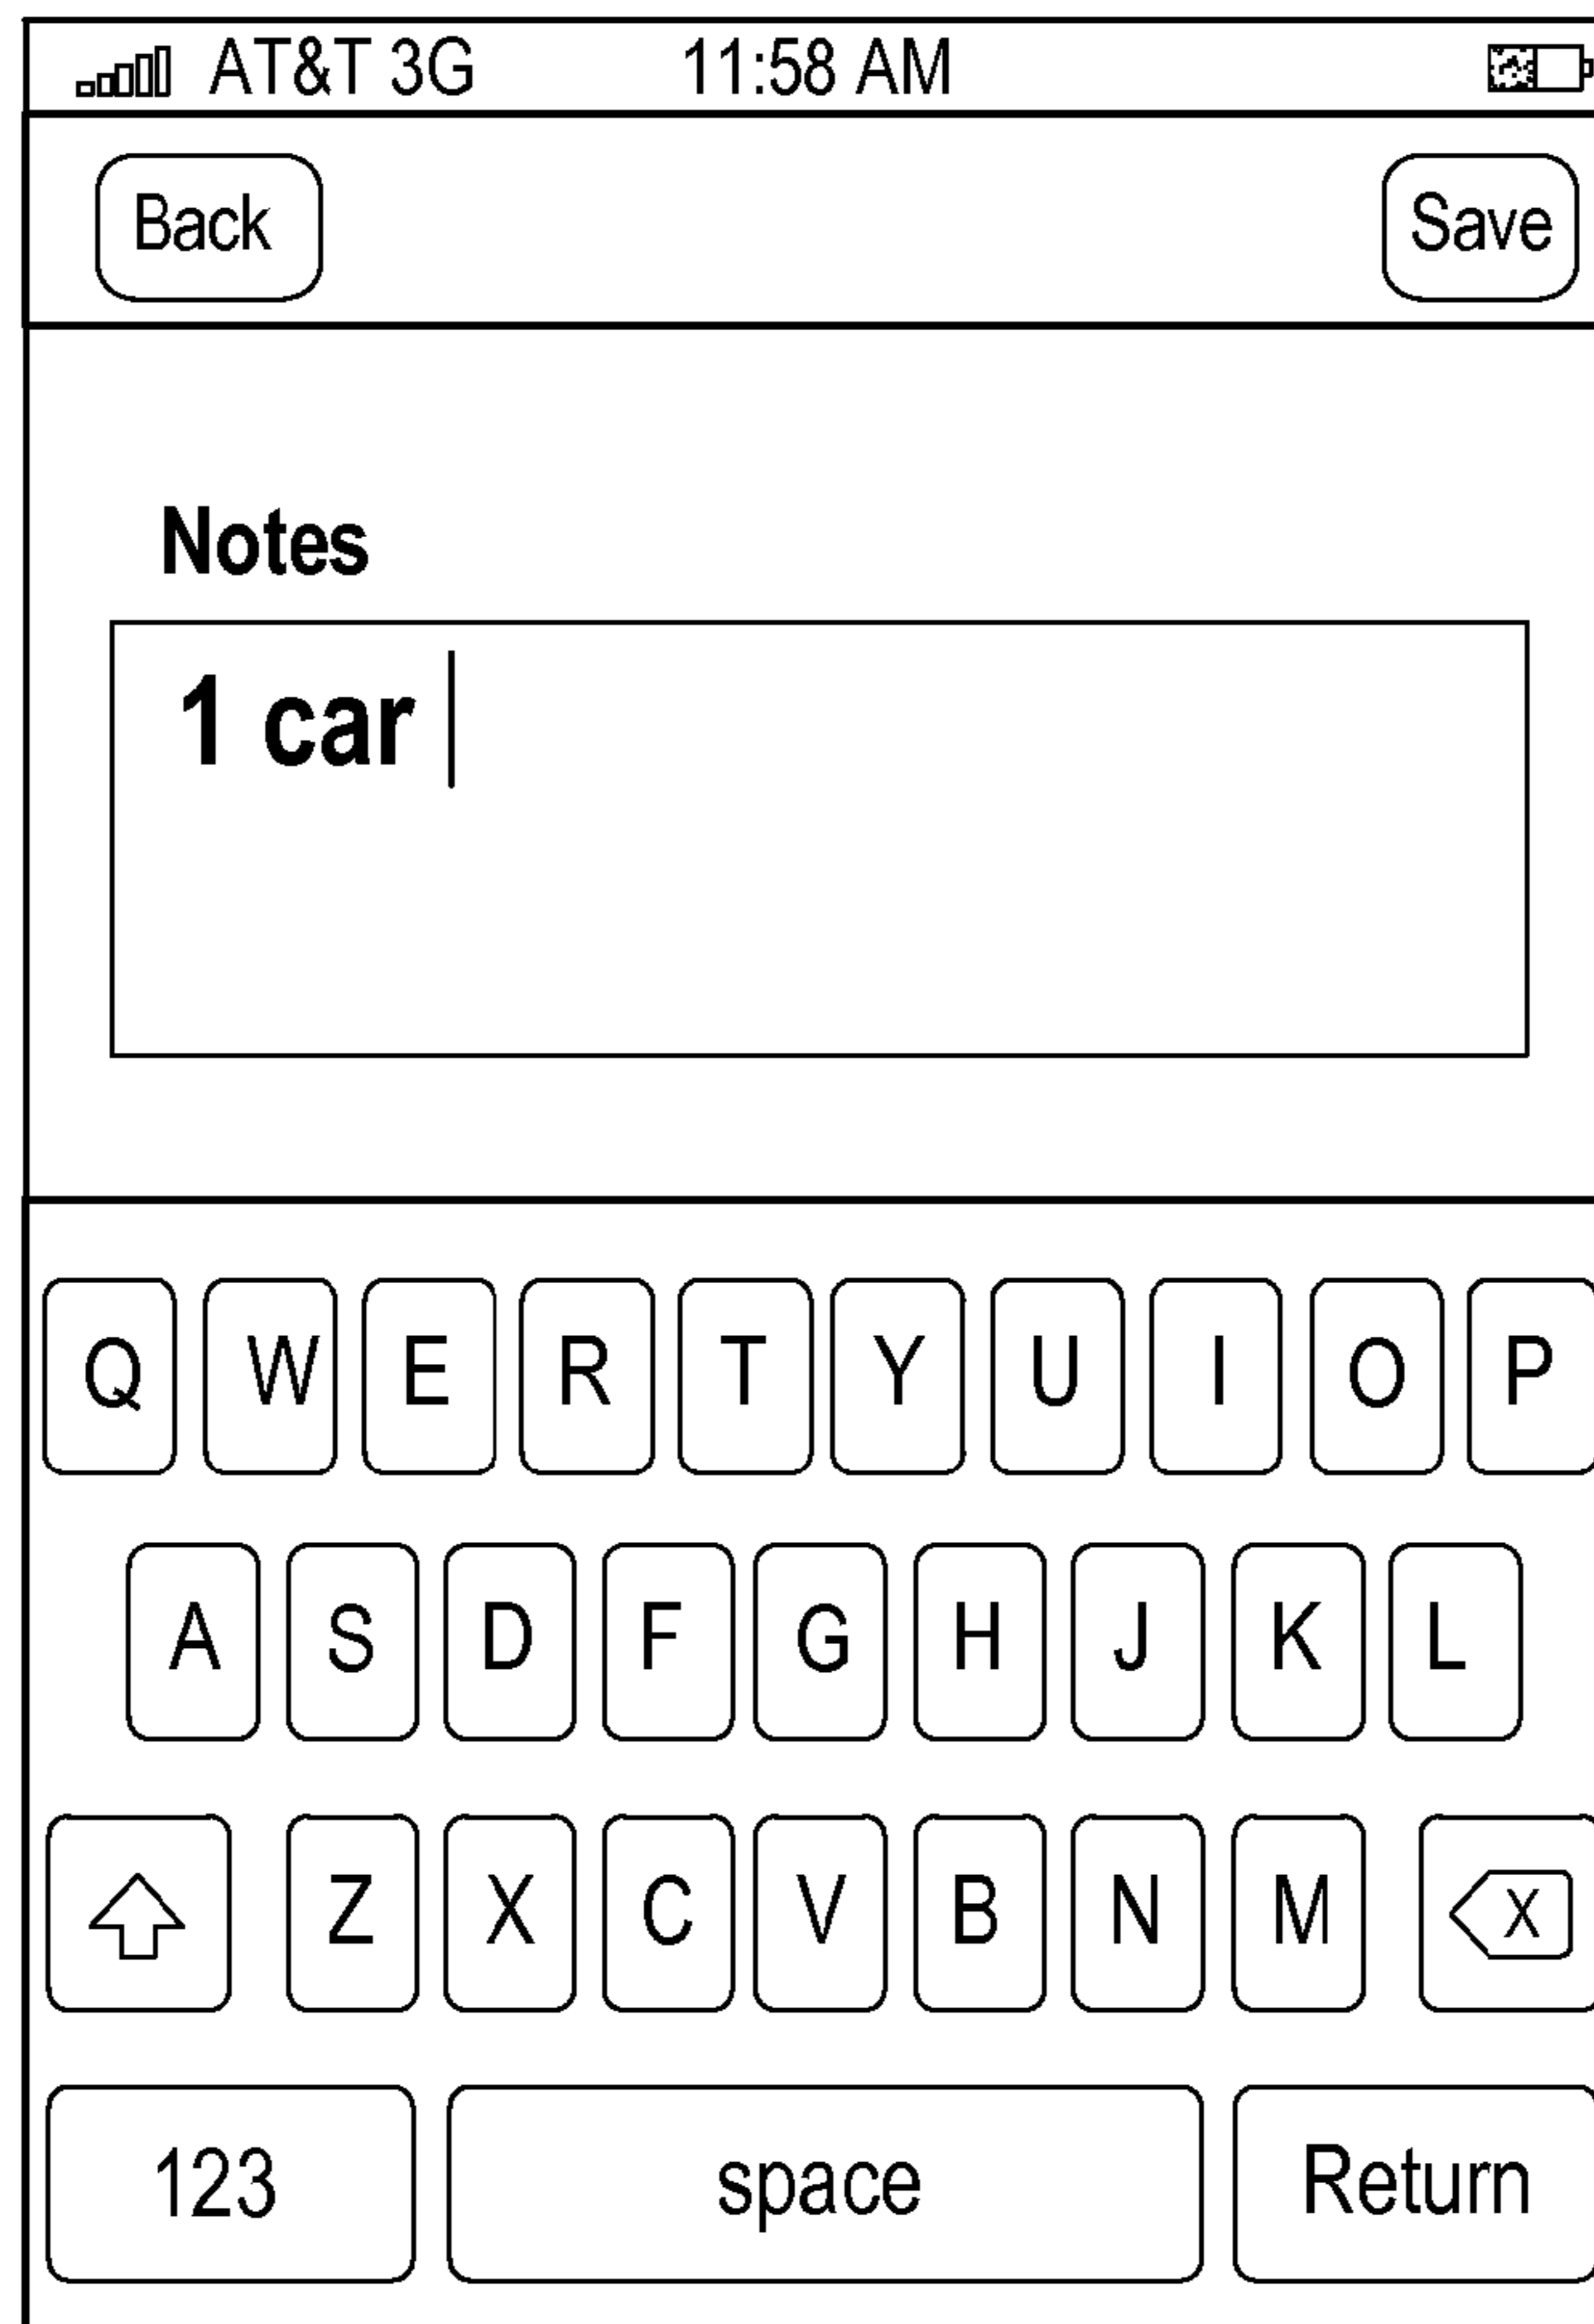 AT&T 3G 11:58 AM
Back Save
Notes
1 car
Q W E R T Y U I O P
A S D F G H J K L
Z X C V B N M X
123 space Return